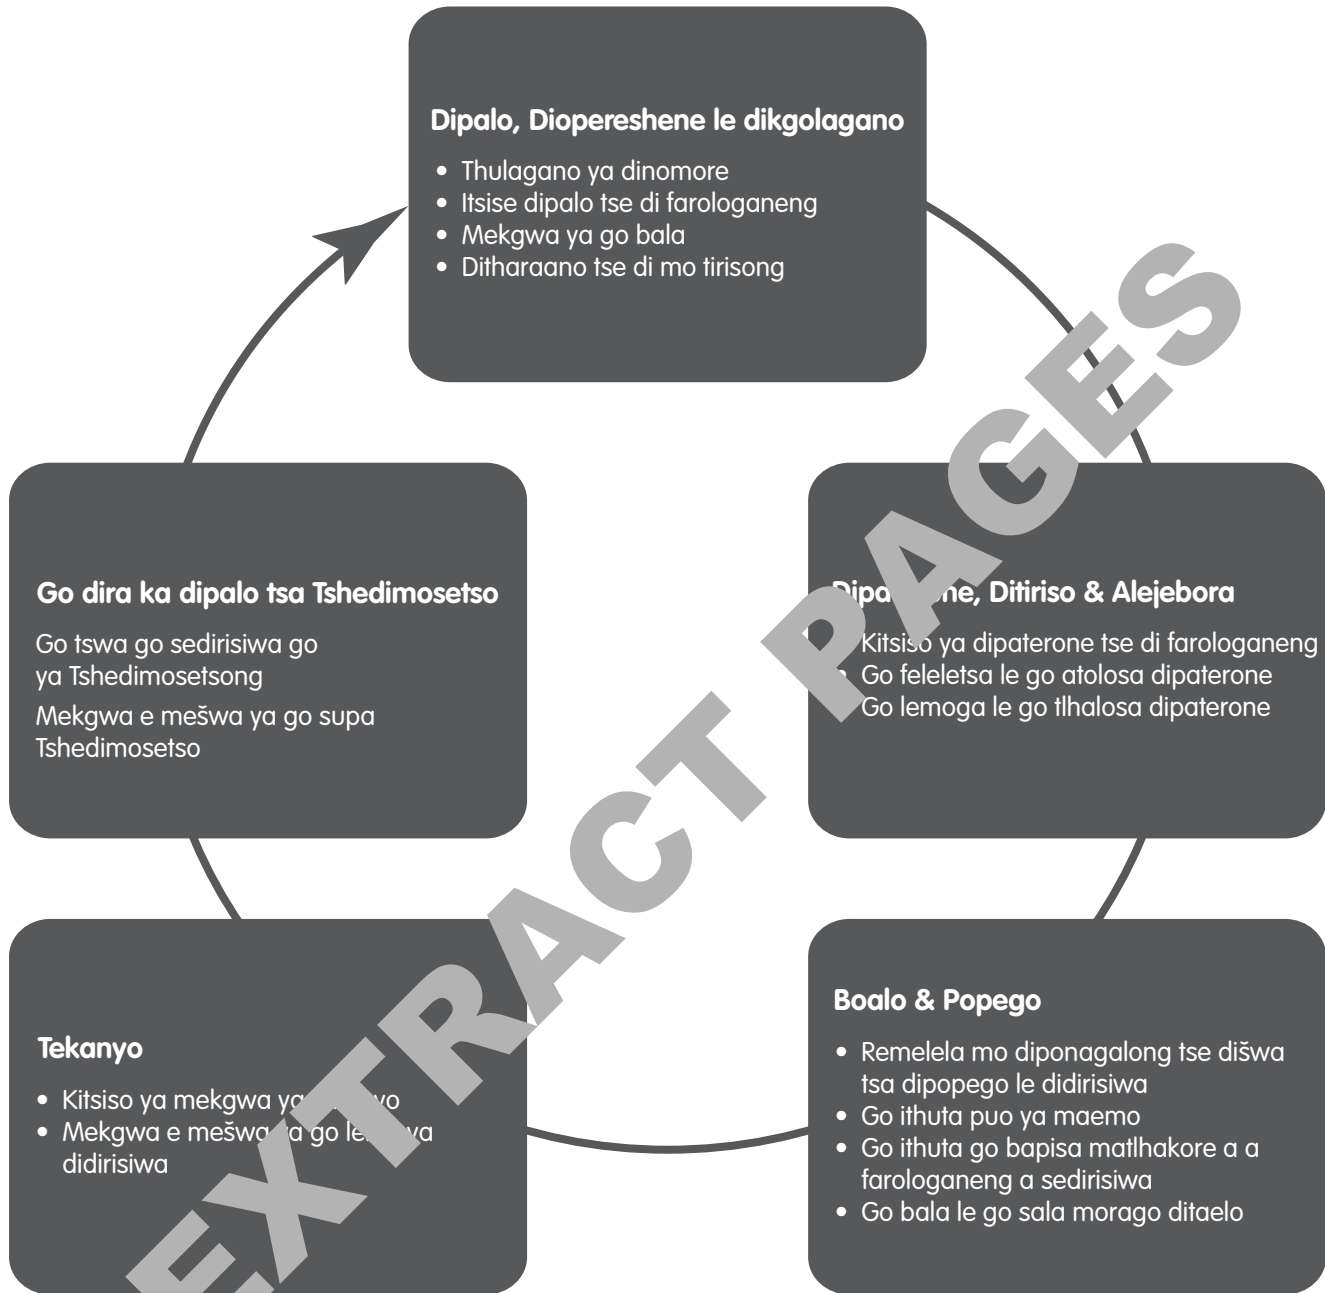 Dipalo, Diopereshene le dikgolagano
• Thulagano ya dinomore
• Itsise dipalo tse di farologaneng
• Mekgwa ya go bala
• Ditharaano tse di mo tirisong
Ditiriso & Alejebora
Kitsiso ya dipaterone tse di farologaneng
• Go feleletsa le go atolosa dipaterone
Go lemoga le go tlhalosa dipaterone
Boalo & Popego
• Remelela mo diponagalong tse dišwa
tsa dipopego le didirisiwa
• Go ithuta puo ya maemo
• Go ithuta go bapisa matlhakore a a
farologaneng a sedirisiwa
• Go bala le go sala morago ditaelo
Tekanyo
• Kitsiso ya mekgwa
• Mekgwa e mešwa ya go
didirisiwa
Go dira ka dipalo tsa Tshedimosetso
Go tswa go sedirisiwa go
ya Tshedimosetsong
Mekgwa e mešwa ya go supa
Tshedimosetso
EXTRACT PAGES